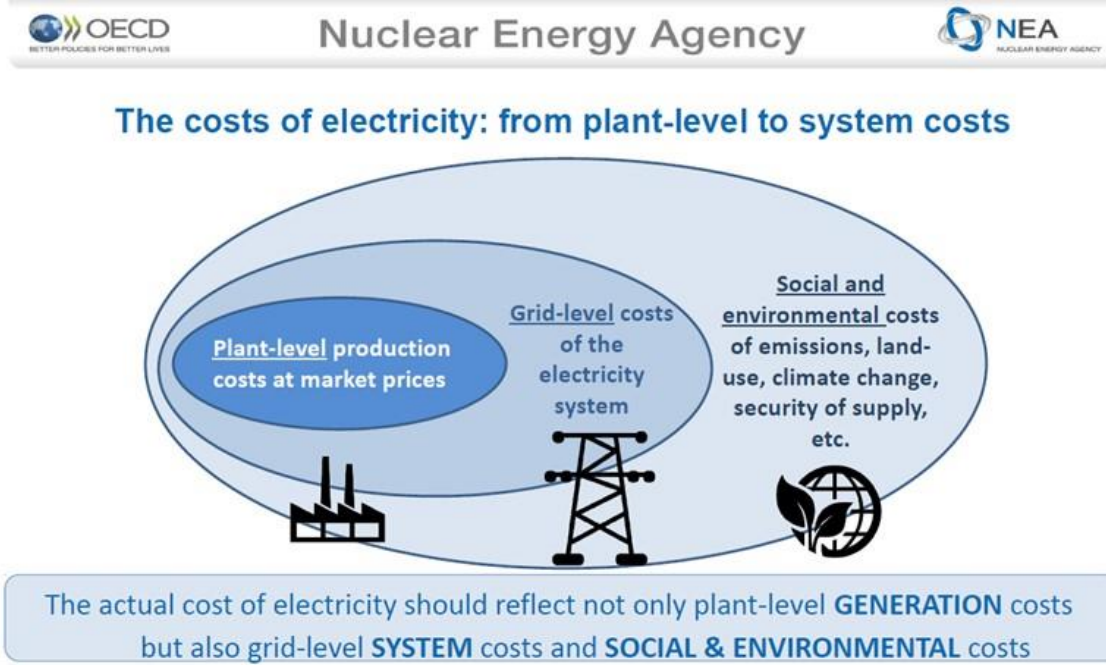 OECD
BETTER POLICIES FOR BETTER LIVES
Nuclear Energy Agency
NEA
NUCLEAR ENERGY AGENCY
The costs of electricity: from plant-level to system costs
Plant-level production
costs at market prices
Grid-level costs
of the
electricity
system
Social and
environmental costs
of emissions, land-
use, climate change,
security of supply,
etc.
The actual cost of electricity should reflect not only plant-level GENERATION costs
but also grid-level SYSTEM costs and SOCIAL & ENVIRONMENTAL costs